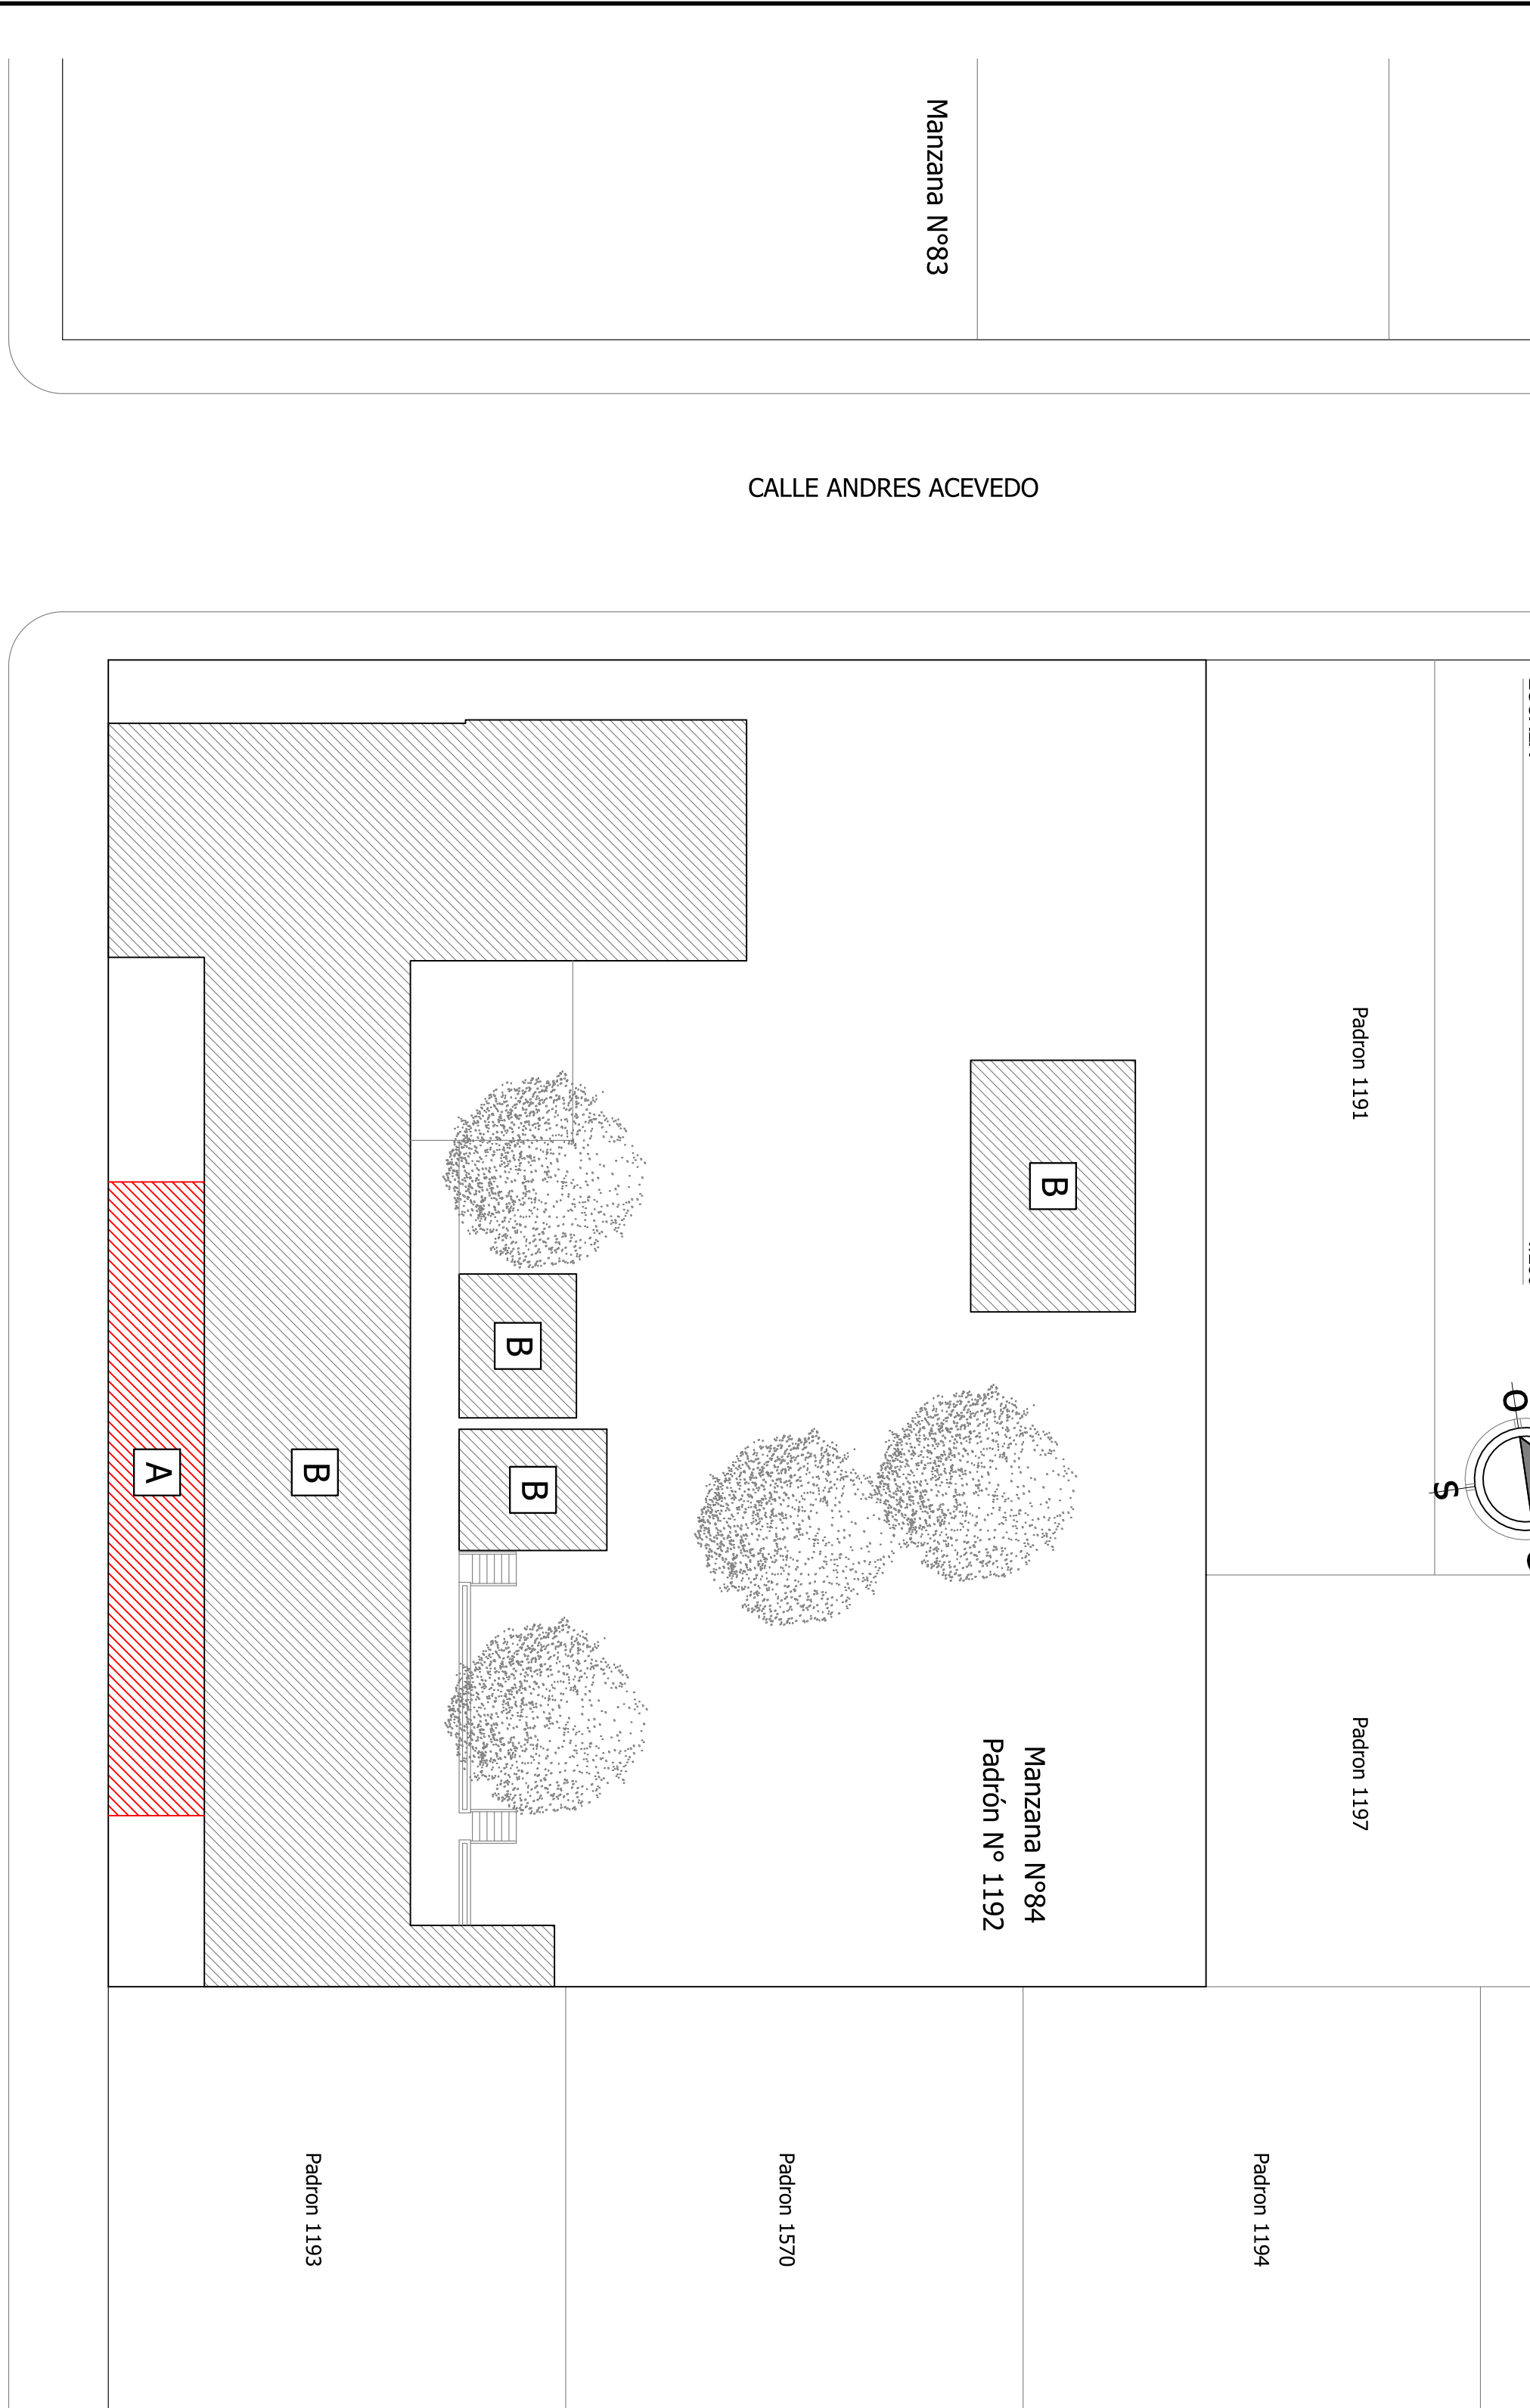 Manzana N°83
CALLE ANDRES ACEVEDO
Padron 1191
B
O
S
B
B
B
A
Manzana N°84
Padrón N° 1192
Padron 1197
Padron 1193
Padron 1570
Padron 1194